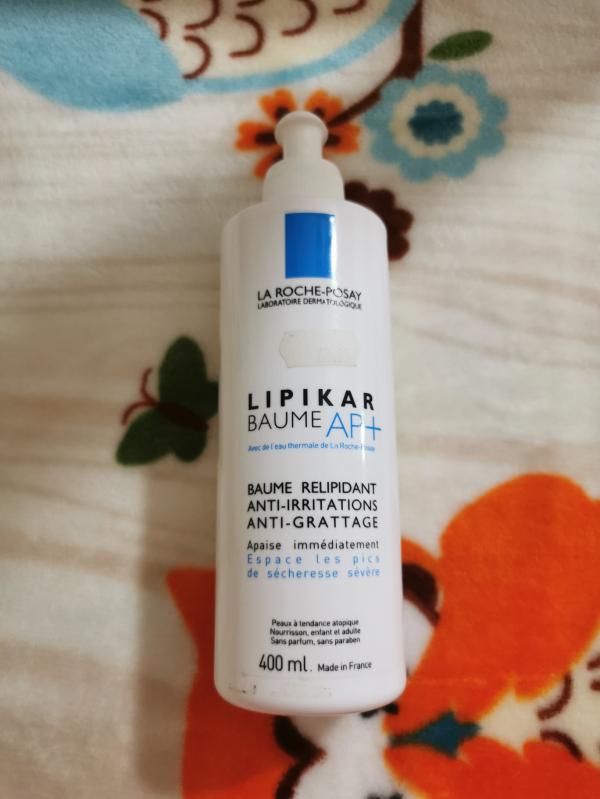 LA ROCHE-POSAY
LABORATOIRE DERMATOLOGIQUE
LIPIKAR
BAUME AP+
Avec de l'eau thermale de La Roche-Posay
BAUME RELIPIDANT
ANTI-IRRITATIONS
ANTI-GRATTAGE
Apaise immédiatement
Espace les pics
de sécheresse sévère
Peaux à tendance atopique
Nourrisson, enfant et adulte
Sans parfum, sans paraben
400 ml. Made in France